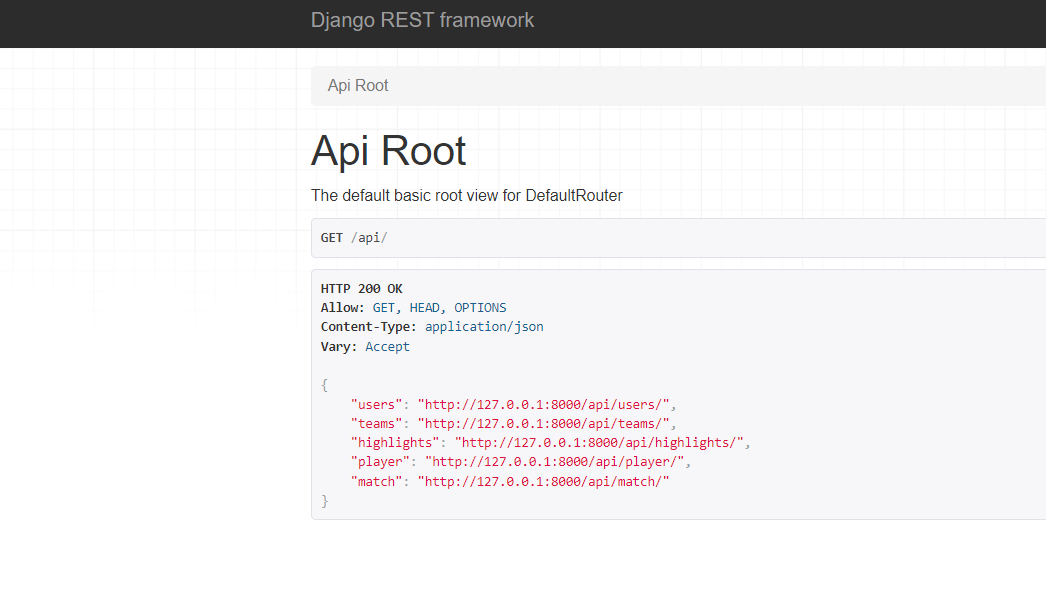 Django REST framework
Api Root
Api Root
The default basic root view for DefaultRouter
GET /api/
HTTP 200 OK
Allow: GET, HEAD, OPTIONS
Content-Type: application/json
Vary: Accept
{
    "users": "http://127.0.0.1:8000/api/users/",
    "teams": "http://127.0.0.1:8000/api/teams/",
    "highlights": "http://127.0.0.1:8000/api/highlights/",
    "player": "http://127.0.0.1:8000/api/player/",
    "match": "http://127.0.0.1:8000/api/match/"
}